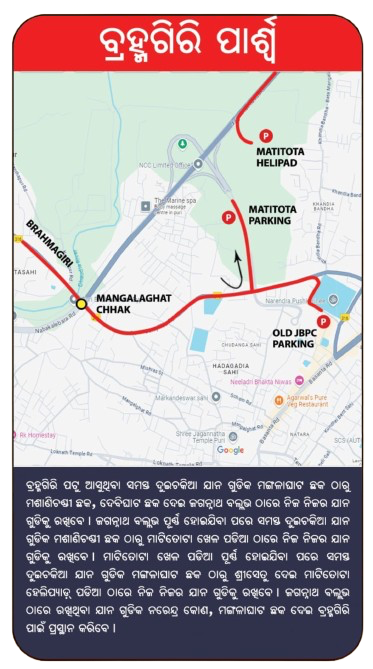 ବ୍ରହ୍ମଗିରି ପାର୍ଶ୍ୱ
NCC Limited Office
MATITOTA
HELIPAD
The Marine spa
MATITOTA
PARKING
KHANDIA
BANDHA
BRAHMAGIRI
MANGALAGHAT
CHHAK
Narendra Pus
OLD JBPC
PARKING
CHUDANGA SAHI
HADAGADIA
SAHI
Neeladri Bhakta Niwas
Markandeswar sahi
Agarwal's Pure
Veg Restaurant
Rk Homestay
Shree Jagannatha
Temple Puri
NATARA
Google
Loknath Temple Rd
ବ୍ରହ୍ମଗିରି ପଟୁ ଆସୁଥିବା ସମସ୍ତ ଦୁଇଚକିଆ ଯାନ ଗୁଡିକ ମଙ୍ଗଳାଘାଟ ଛକ ଠାରୁ
ମଶାଣିଚଣ୍ଡୀ ଛକ, ଦେବିଘାଟ ଛକ ଦେଇ ଜଗନ୍ନାଥ ବଲ୍ଲଭ ଠାରେ ନିଜ ନିଜର ଯାନ
ଗୁଡିକୁ ରଖିବେ । ଜଗନ୍ନାଥ ବଲ୍ଲଭ ପୂର୍ଣ୍ଣ ହୋଇଯିବା ପରେ ସମସ୍ତ ଦୁଇଚକିଆ ଯାନ
ଗୁଡିକ ମଶାଣିଚଣ୍ଡୀ ଛକ ଠାରୁ ମାଟିତୋଟା ଖେଳ ପଡିଆ ଠାରେ ନିଜ ନିଜର ଯାନ
ଗୁଡିକୁ ରଖିବେ । ମାଟିତୋଟା ଖେଳ ପଡିଆ ପୂର୍ଣ୍ଣ ହୋଇଯିବା ପରେ ସମସ୍ତ
ଦୁଇଚକିଆ ଯାନ ଗୁଡିକ ମଙ୍ଗଳାଘାଟ ଛକ ଠାରୁ ଶ୍ରୀସେତୁ ଦେଇ ମାଟିତୋଟା
ହେଲିପ୍ୟାଡ୍ ପଡିଆ ଠାରେ ନିଜ ନିଜର ଯାନ ଗୁଡିକୁ ରଖିବେ । ଜଗନ୍ନାଥ ବଲ୍ଲଭ
ଠାରେ ରଖିଥିବା ଯାନ ଗୁଡିକ ନରେନ୍ଦ୍ର କୋଣ, ମଙ୍ଗଳାଘାଟ ଛକ ଦେଇ ବ୍ରହ୍ମଗିରି
ପାଇଁ ପ୍ରସ୍ଥାନ କରିବେ ।